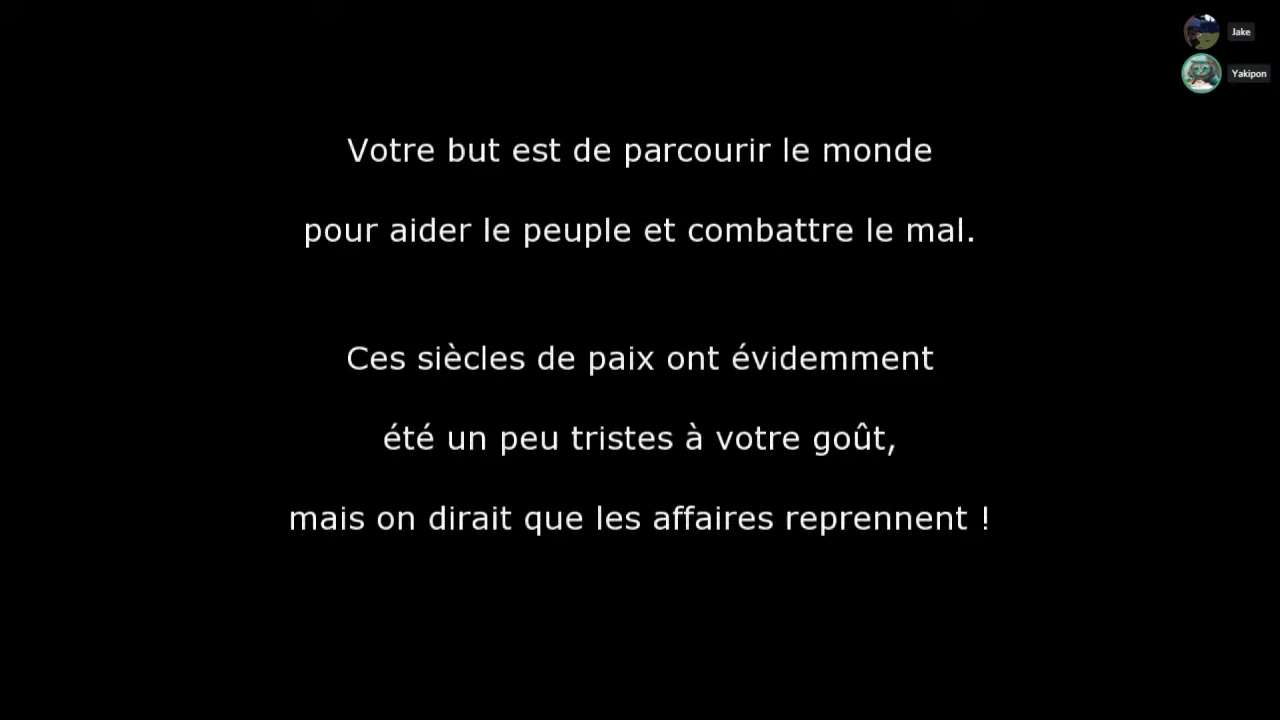 Jake
Yakipon
Votre but est de parcourir le monde
pour aider le peuple et combattre le mal.
Ces siècles de paix ont évidemment
été un peu tristes à votre goût,
mais on dirait que les affaires reprennent !